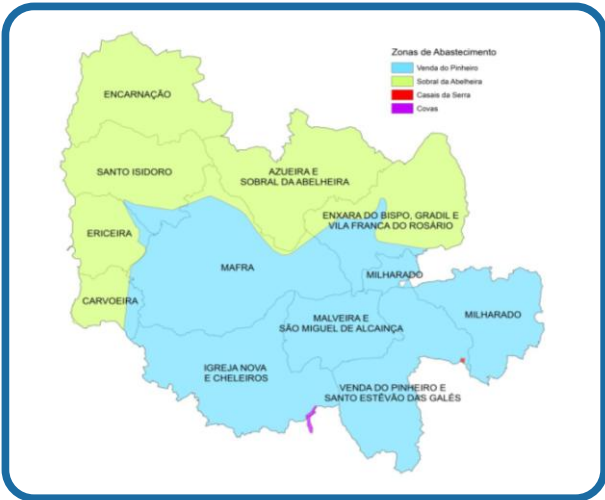 Zonas de Abastecimento
Venda do Pinheiro
Sobral da Abelheira
Casais da Serra
Covas
ENCARNAÇÃO
SANTO ISIDORO
AZUEIRA E
SOBRAL DA ABELHEIRA
ENXARA DO BISPO, GRADIL E
VILA FRANCA DO ROSÁRIO
ERICEIRA
MAFRA
MILHARADO
CARVOEIRA
MALVEIRA E
SÃO MIGUEL DE ALCAINÇA
MILHARADO
IGREJA NOVA
E CHELEIROS
VENDA DO PINHEIRO E
SANTO ESTÊVÃO DAS GALÉS